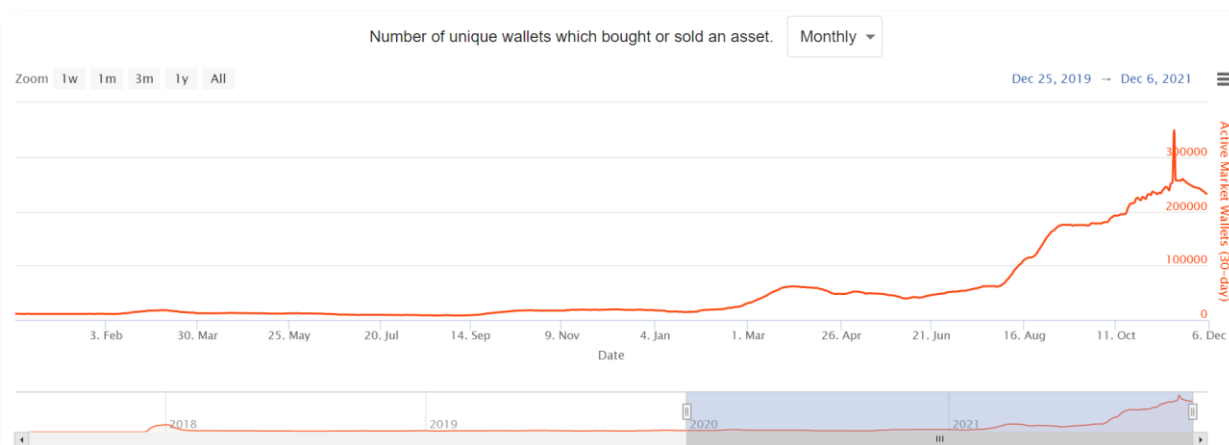 Number of unique wallets which bought or sold an asset. Monthly
Zoom 1w 1m 3m 1y All Dec 25, 2019 → Dec 6, 2021
300000
200000
100000
0
Active Market Wallets (30-day)
3. Feb 30. Mar 25. May 20. Jul 14. Sep 9. Nov 4. Jan 1. Mar 26. Apr 21. Jun 16. Aug 11. Oct 6. Dec
Date
2018 2019 2020 2021